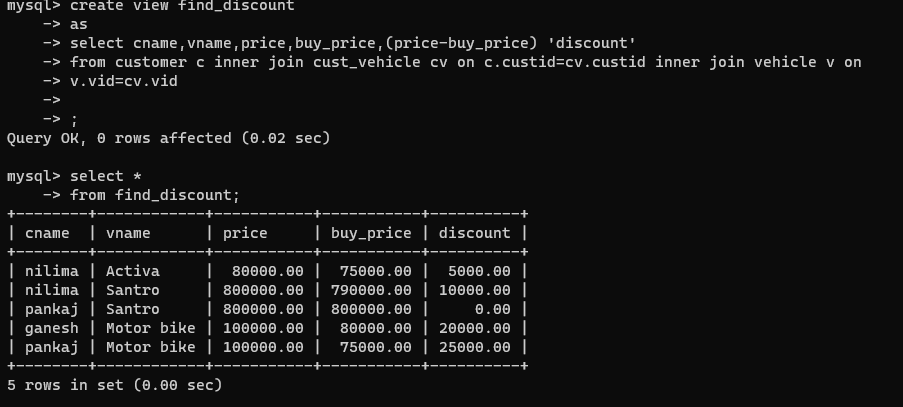 mysql> create view find_discount
    -> as
    -> select cname,vname,price,buy_price,(price-buy_price) 'discount'
    -> from customer c inner join cust_vehicle cv on c.custid=cv.custid inner join vehicle v on
    -> v.vid=cv.vid
    ->
    -> ;
Query OK, 0 rows affected (0.02 sec)

mysql> select *
    -> from find_discount;
+--------+------------+-----------+-----------+----------+
| cname  | vname      | price     | buy_price | discount |
+--------+------------+-----------+-----------+----------+
| nilima | Activa     |  80000.00 |  75000.00 |  5000.00 |
| nilima | Santro     | 800000.00 | 790000.00 | 10000.00 |
| pankaj | Santro     | 800000.00 | 800000.00 |     0.00 |
| ganesh | Motor bike | 100000.00 |  80000.00 | 20000.00 |
| pankaj | Motor bike | 100000.00 |  75000.00 | 25000.00 |
+--------+------------+-----------+-----------+----------+
5 rows in set (0.00 sec)